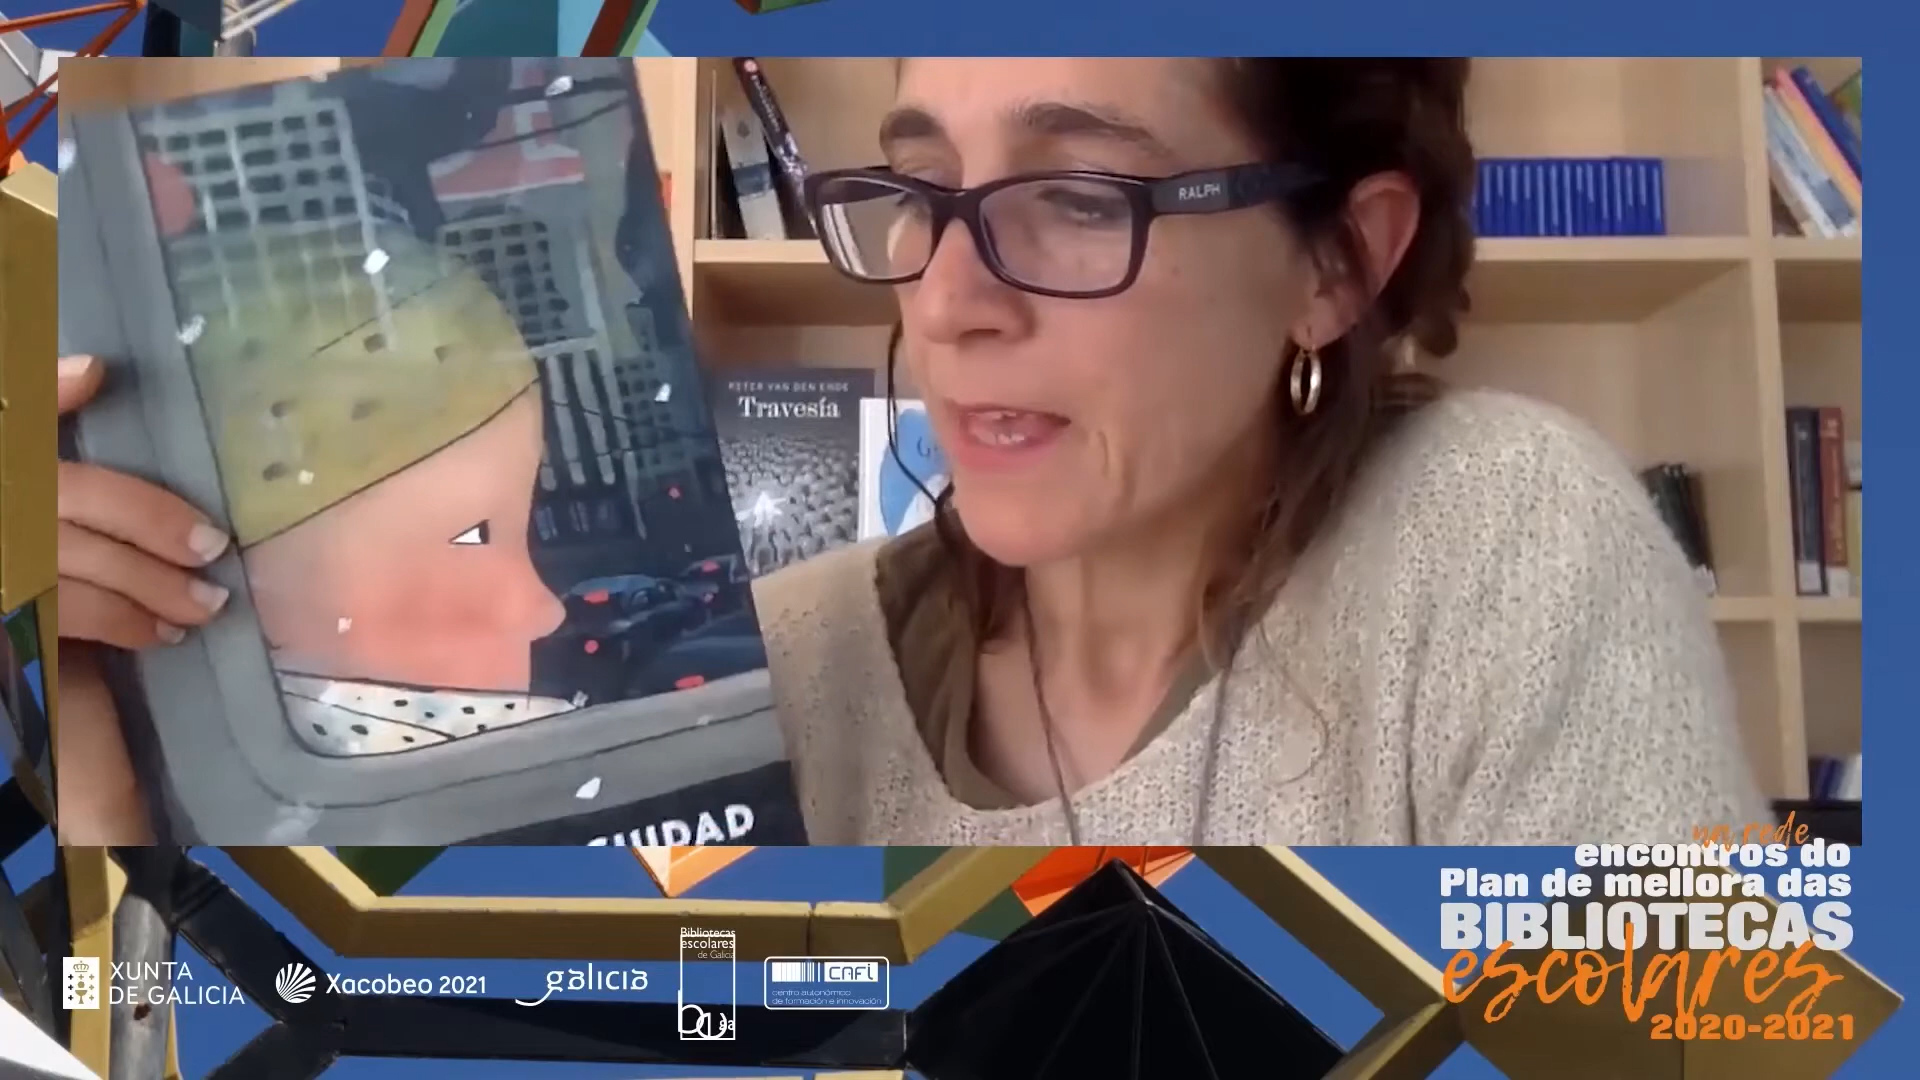 RALPH
PETER VAN DEN ENDE
Travesía
CIUDAD
na rede
encontros do
Plan de mellora das
BIBLIOTECAS
escolares
2020-2021
XUNTA
DE GALICIA
Xacobeo 2021
galicia
Bibliotecas
escolares
de Galicia
CAFi
centro autonómico
de formación e innovación